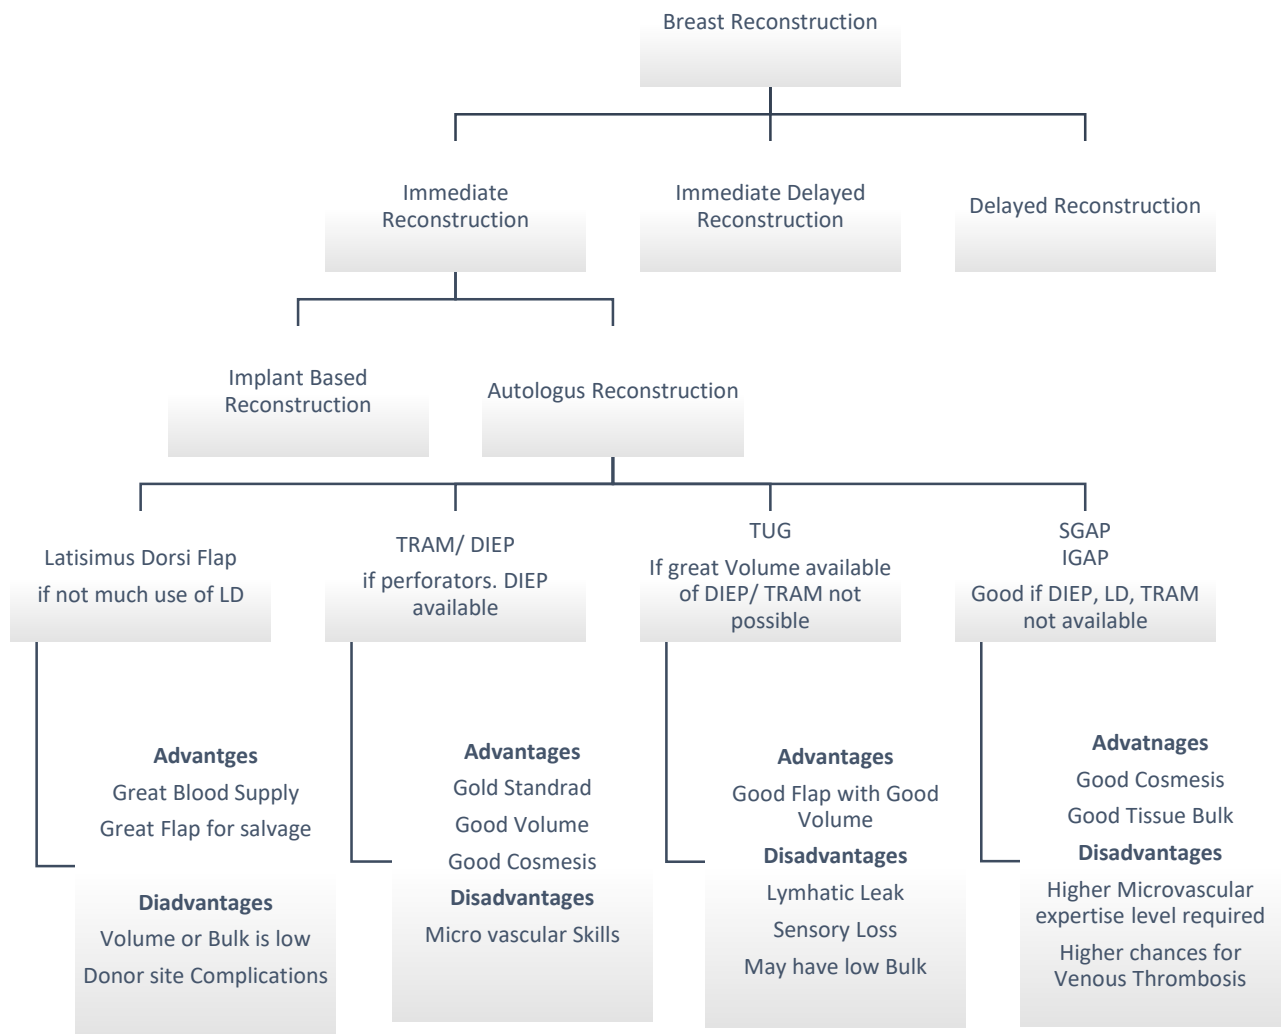 Breast Reconstruction
Immediate
Reconstruction
Immediate Delayed
Reconstruction
Delayed Reconstruction
Implant Based
Reconstruction
Autologus Reconstruction
Latisimus Dorsi Flap
if not much use of LD
TRAM/ DIEP
if perforators. DIEP
available
TUG
If great Volume available
of DIEP/ TRAM not
possible
SGAP
IGAP
Good if DIEP, LD, TRAM
not available
Advantges
Great Blood Supply
Great Flap for salvage
Diadvantages
Volume or Bulk is low
Donor site Complications
Advantages
Gold Standrad
Good Volume
Good Cosmesis
Disadvantages
Micro vascular Skills
Advantages
Good Flap with Good
Volume
Disadvantages
Lymhatic Leak
Sensory Loss
May have low Bulk
Advatnages
Good Cosmesis
Good Tissue Bulk
Disadvantages
Higher Microvascular
expertise level required
Higher chances for
Venous Thrombosis